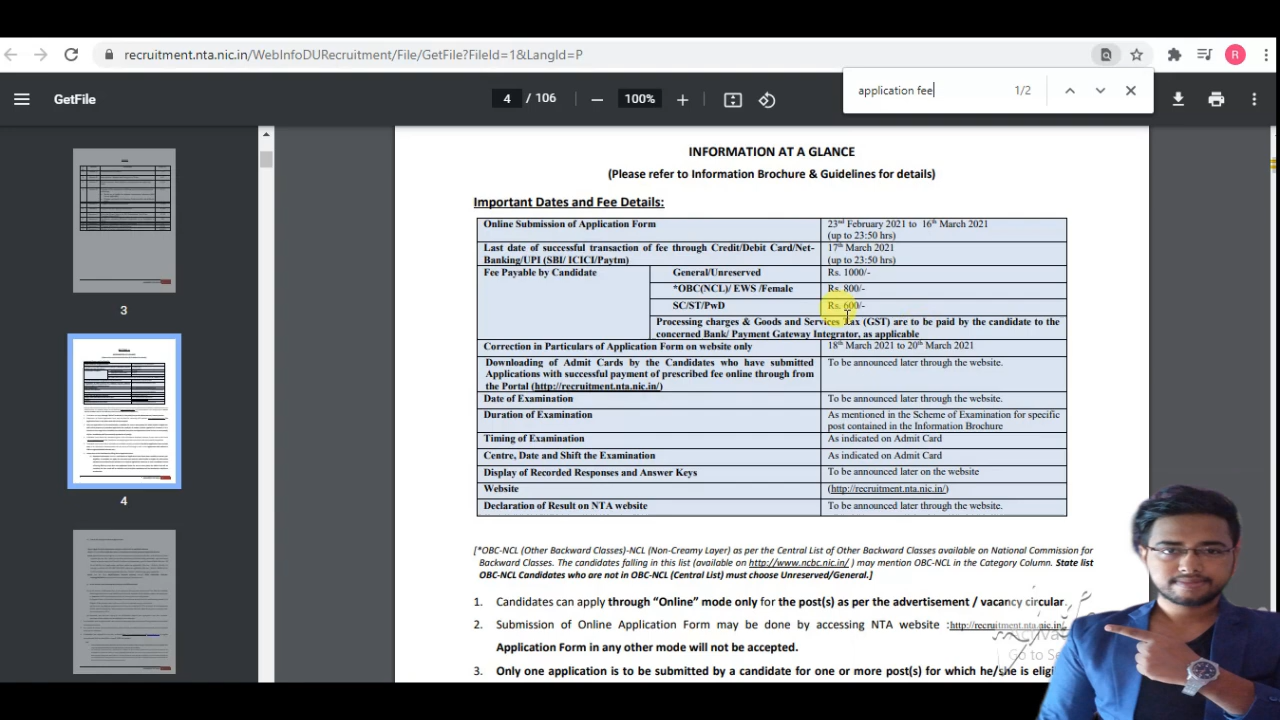 recruitment.nta.nic.in/WebInfoDURecruitment/File/GetFile?FileId=1&LangId=P
R
application fee 1/2
GetFile
4 / 106
100%
3
4
INFORMATION AT A GLANCE
(Please refer to Information Brochure & Guidelines for details)
Important Dates and Fee Details:
Online Submission of Application Form
23rd February 2021 to 16th March 2021
(up to 23:50 hrs)
Last date of successful transaction of fee through Credit/Debit Card/Net-
Banking/UPI (SBI/ ICICI/Paytm)
17th March 2021
(up to 23:50 hrs)
Fee Payable by Candidate
General/Unreserved
Rs. 1000/-
*OBC(NCL)/ EWS /Female
Rs. 800/-
SC/ST/PwD
Rs. 600/-
Processing charges & Goods and Services Tax (GST) are to be paid by the candidate to the
concerned Bank/ Payment Gateway Integrator, as applicable
Correction in Particulars of Application Form on website only
18th March 2021 to 20th March 2021
Downloading of Admit Cards by the Candidates who have submitted
Applications with successful payment of prescribed fee online through from
the Portal (http://recruitment.nta.nic.in/)
To be announced later through the website.
Date of Examination
To be announced later through the website.
Duration of Examination
As mentioned in the Scheme of Examination for specific
post contained in the Information Brochure
Timing of Examination
As indicated on Admit Card
Centre, Date and Shift the Examination
As indicated on Admit Card
Display of Recorded Responses and Answer Keys
To be announced later on the website
Website
(http://recruitment.nta.nic.in/)
Declaration of Result on NTA website
To be announced later through the website.
[*OBC-NCL (Other Backward Classes)-NCL (Non-Creamy Layer) as per the Central List of Other Backward Classes available on National Commission for
Backward Classes. The candidates falling in this list (available on http://www.ncbc.nic.in/ ) may mention OBC-NCL in the Category Column. State list
OBC-NCL Candidates who are not in OBC-NCL (Central List) must choose Unreserved/General.]
1. Candidates can apply through “Online” mode only for the post(s) as per the advertisement / vacancy circular.
2. Submission of Online Application Form may be done by accessing NTA website :http://recruitment.nta.nic.in/.
Application Form in any other mode will not be accepted.
3. Only one application is to be submitted by a candidate for one or more post(s) for which he/she is
Go to